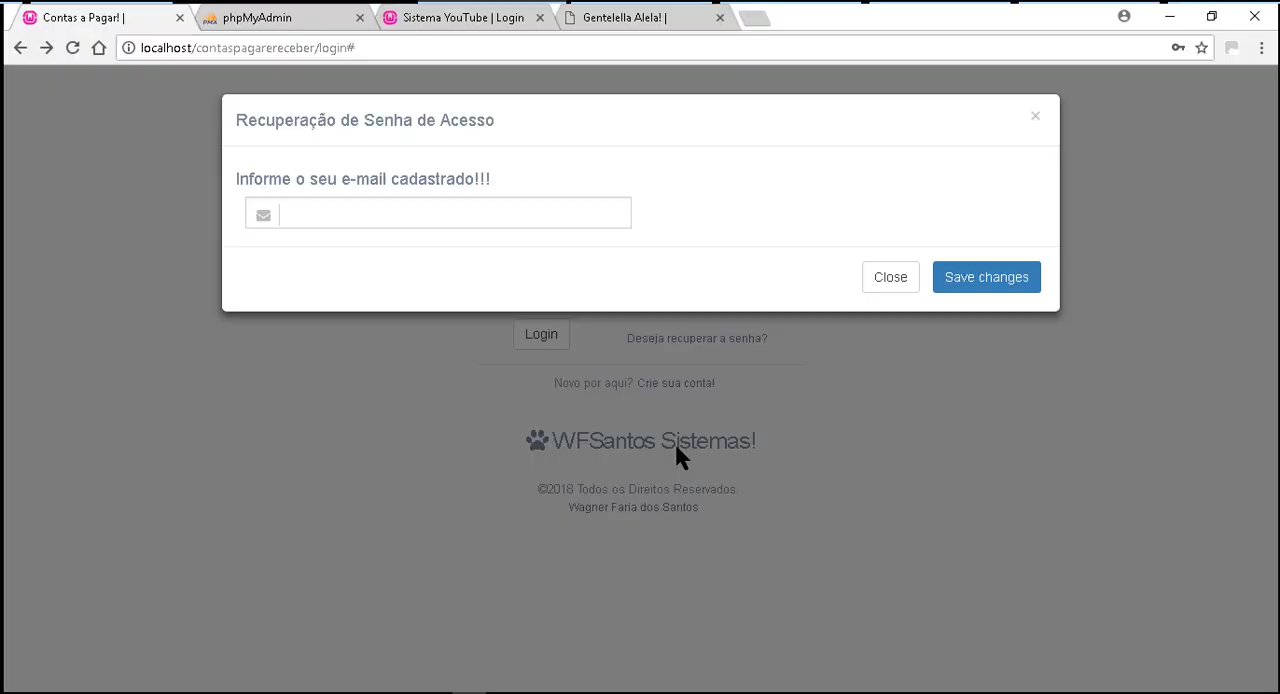 Contas a Pagar! |
phpMyAdmin
Sistema YouTube | Login
Gentelella Alela! |
localhost/contaspagarereceber/login#
Recuperação de Senha de Acesso
×
Informe o seu e-mail cadastrado!!!
Close
Save changes
Login
Deseja recuperar a senha?
Novo por aqui? Crie sua conta!
WFSantos Sistemas!
©2018 Todos os Direitos Reservados.
Wagner Faria dos Santos